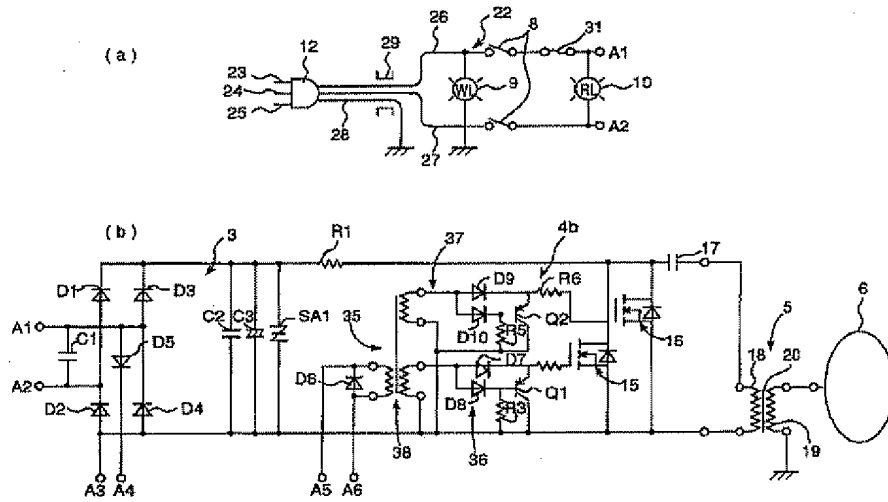 (a)
12
29
26
22
8
31
A1
23
24
25
WL
9
RL
10
28
27
A2
(b)
3
R1
37
4b
17
D1
D3
D9
R6
5
6
A1
C1
D5
C2
C3
SA1
35
D10
R5
Q2
16
18
20
A2
D6
D7
15
D2
D4
D8
R3
Q1
19
38
36
A3
A4
A5
A6